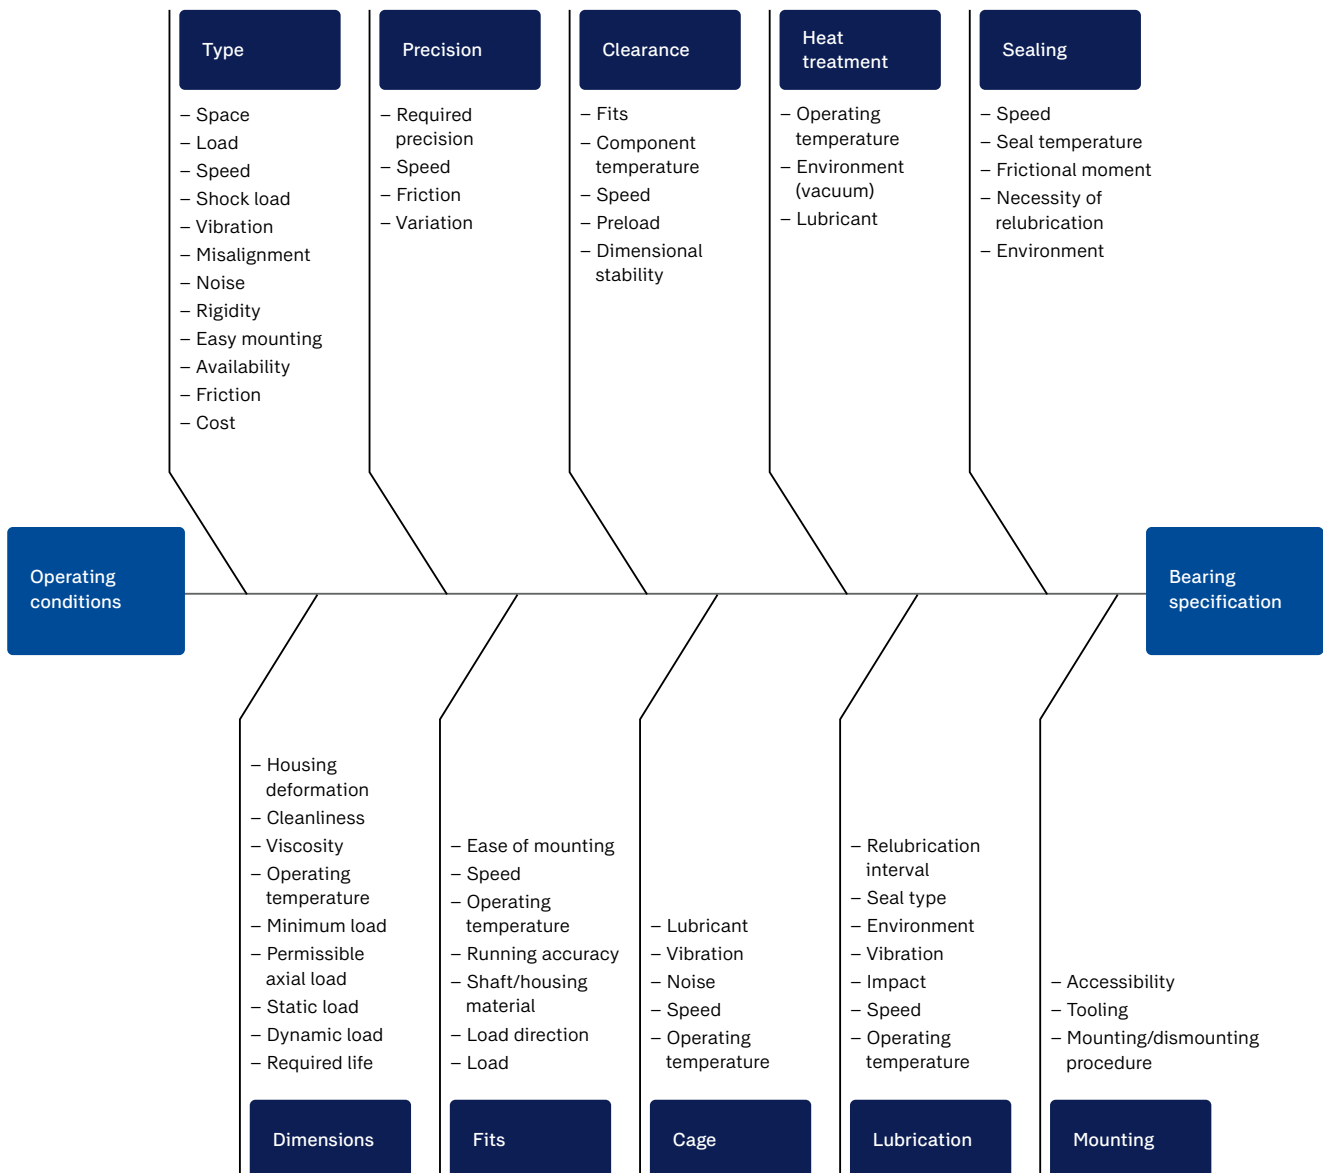 Type
– Space
– Load
– Speed
– Shock load
– Vibration
– Misalignment
– Noise
– Rigidity
– Easy mounting
– Availability
– Friction
– Cost
Precision
– Required
precision
– Speed
– Friction
– Variation
Clearance
– Fits
– Component
temperature
– Speed
– Preload
– Dimensional
stability
Heat
treatment
– Operating
temperature
– Environment
(vacuum)
– Lubricant
Sealing
– Speed
– Seal temperature
– Frictional moment
– Necessity of
relubrication
– Environment
Operating
conditions
Bearing
specification
– Housing
deformation
– Cleanliness
– Viscosity
– Operating
temperature
– Minimum load
– Permissible
axial load
– Static load
– Dynamic load
– Required life
Dimensions
– Ease of mounting
– Speed
– Operating
temperature
– Running accuracy
– Shaft/housing
material
– Load direction
– Load
Fits
– Lubricant
– Vibration
– Noise
– Speed
– Operating
temperature
Cage
– Relubrication
interval
– Seal type
– Environment
– Vibration
– Impact
– Speed
– Operating
temperature
Lubrication
– Accessibility
– Tooling
– Mounting/dismounting
procedure
Mounting